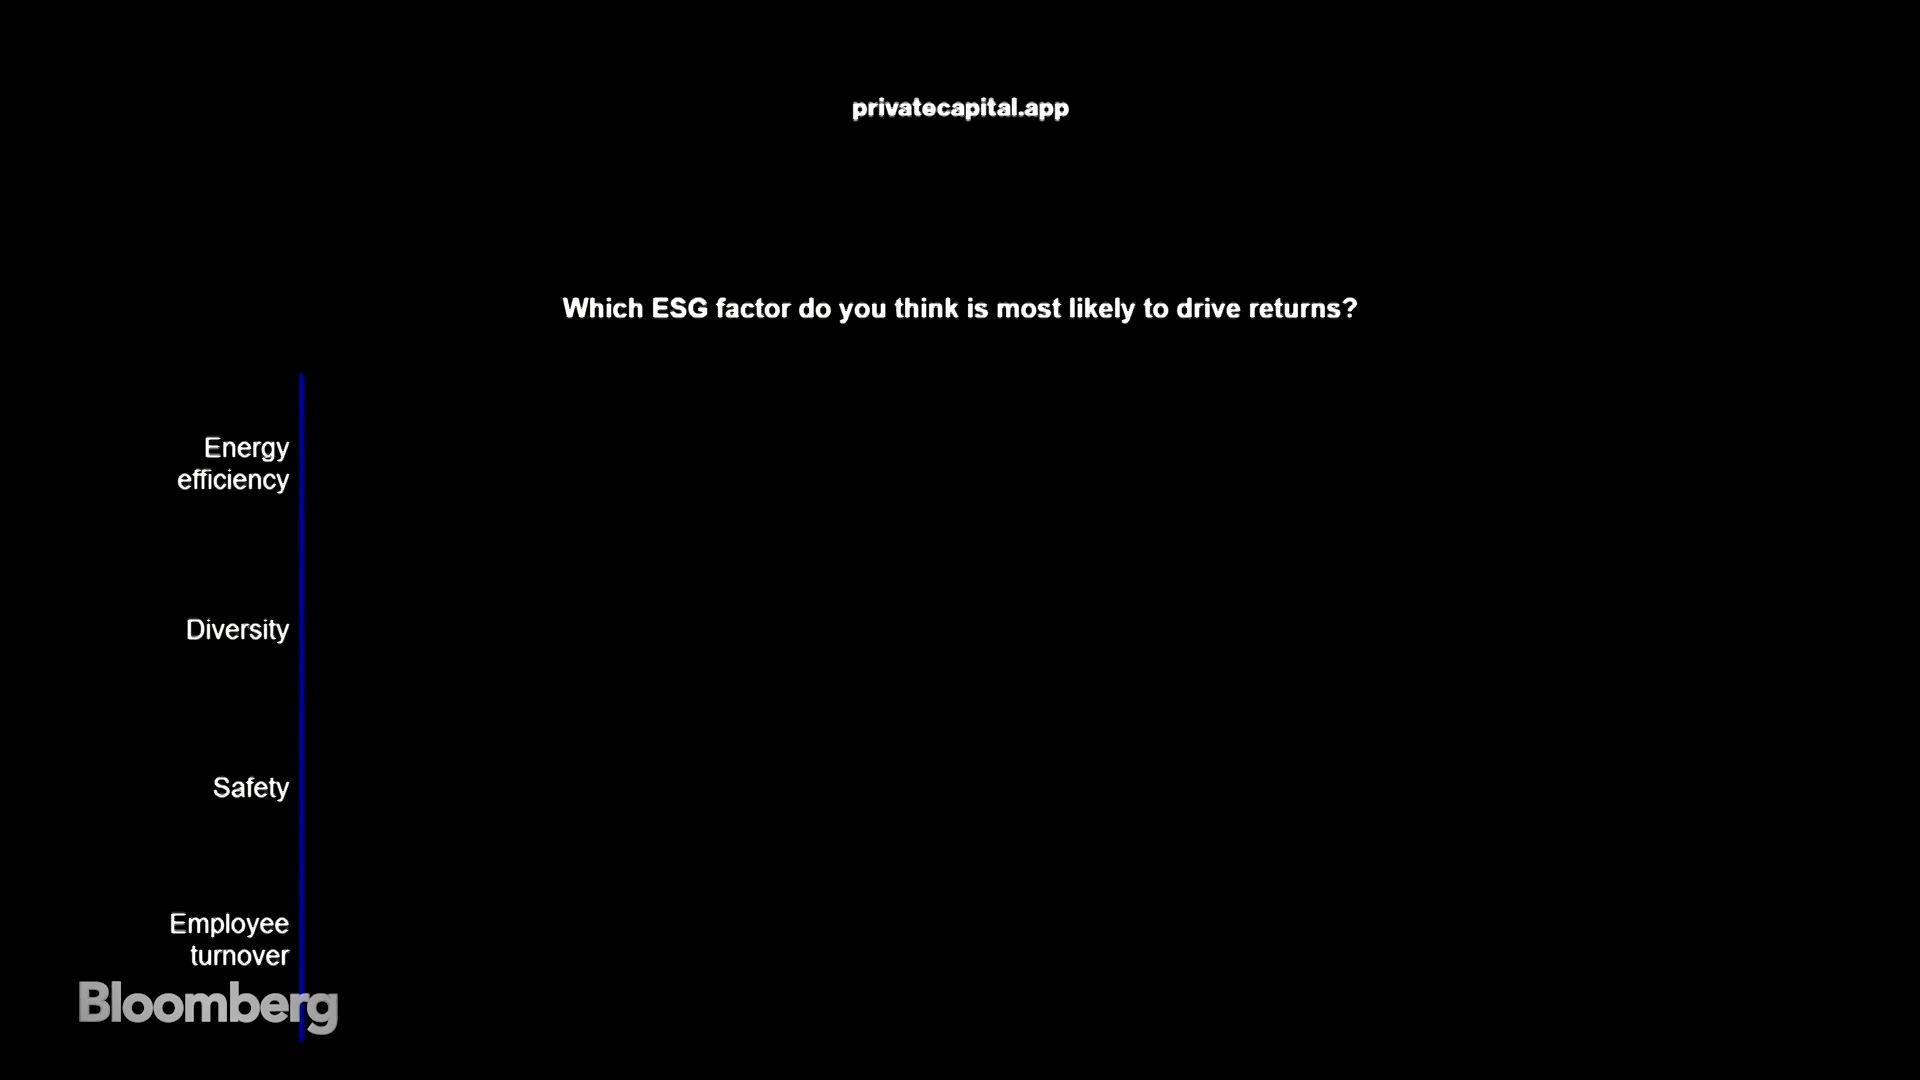 privatecapital.app
Which ESG factor do you think is most likely to drive returns?
Energy
efficiency
Diversity
Safety
Employee
turnover
Bloomberg